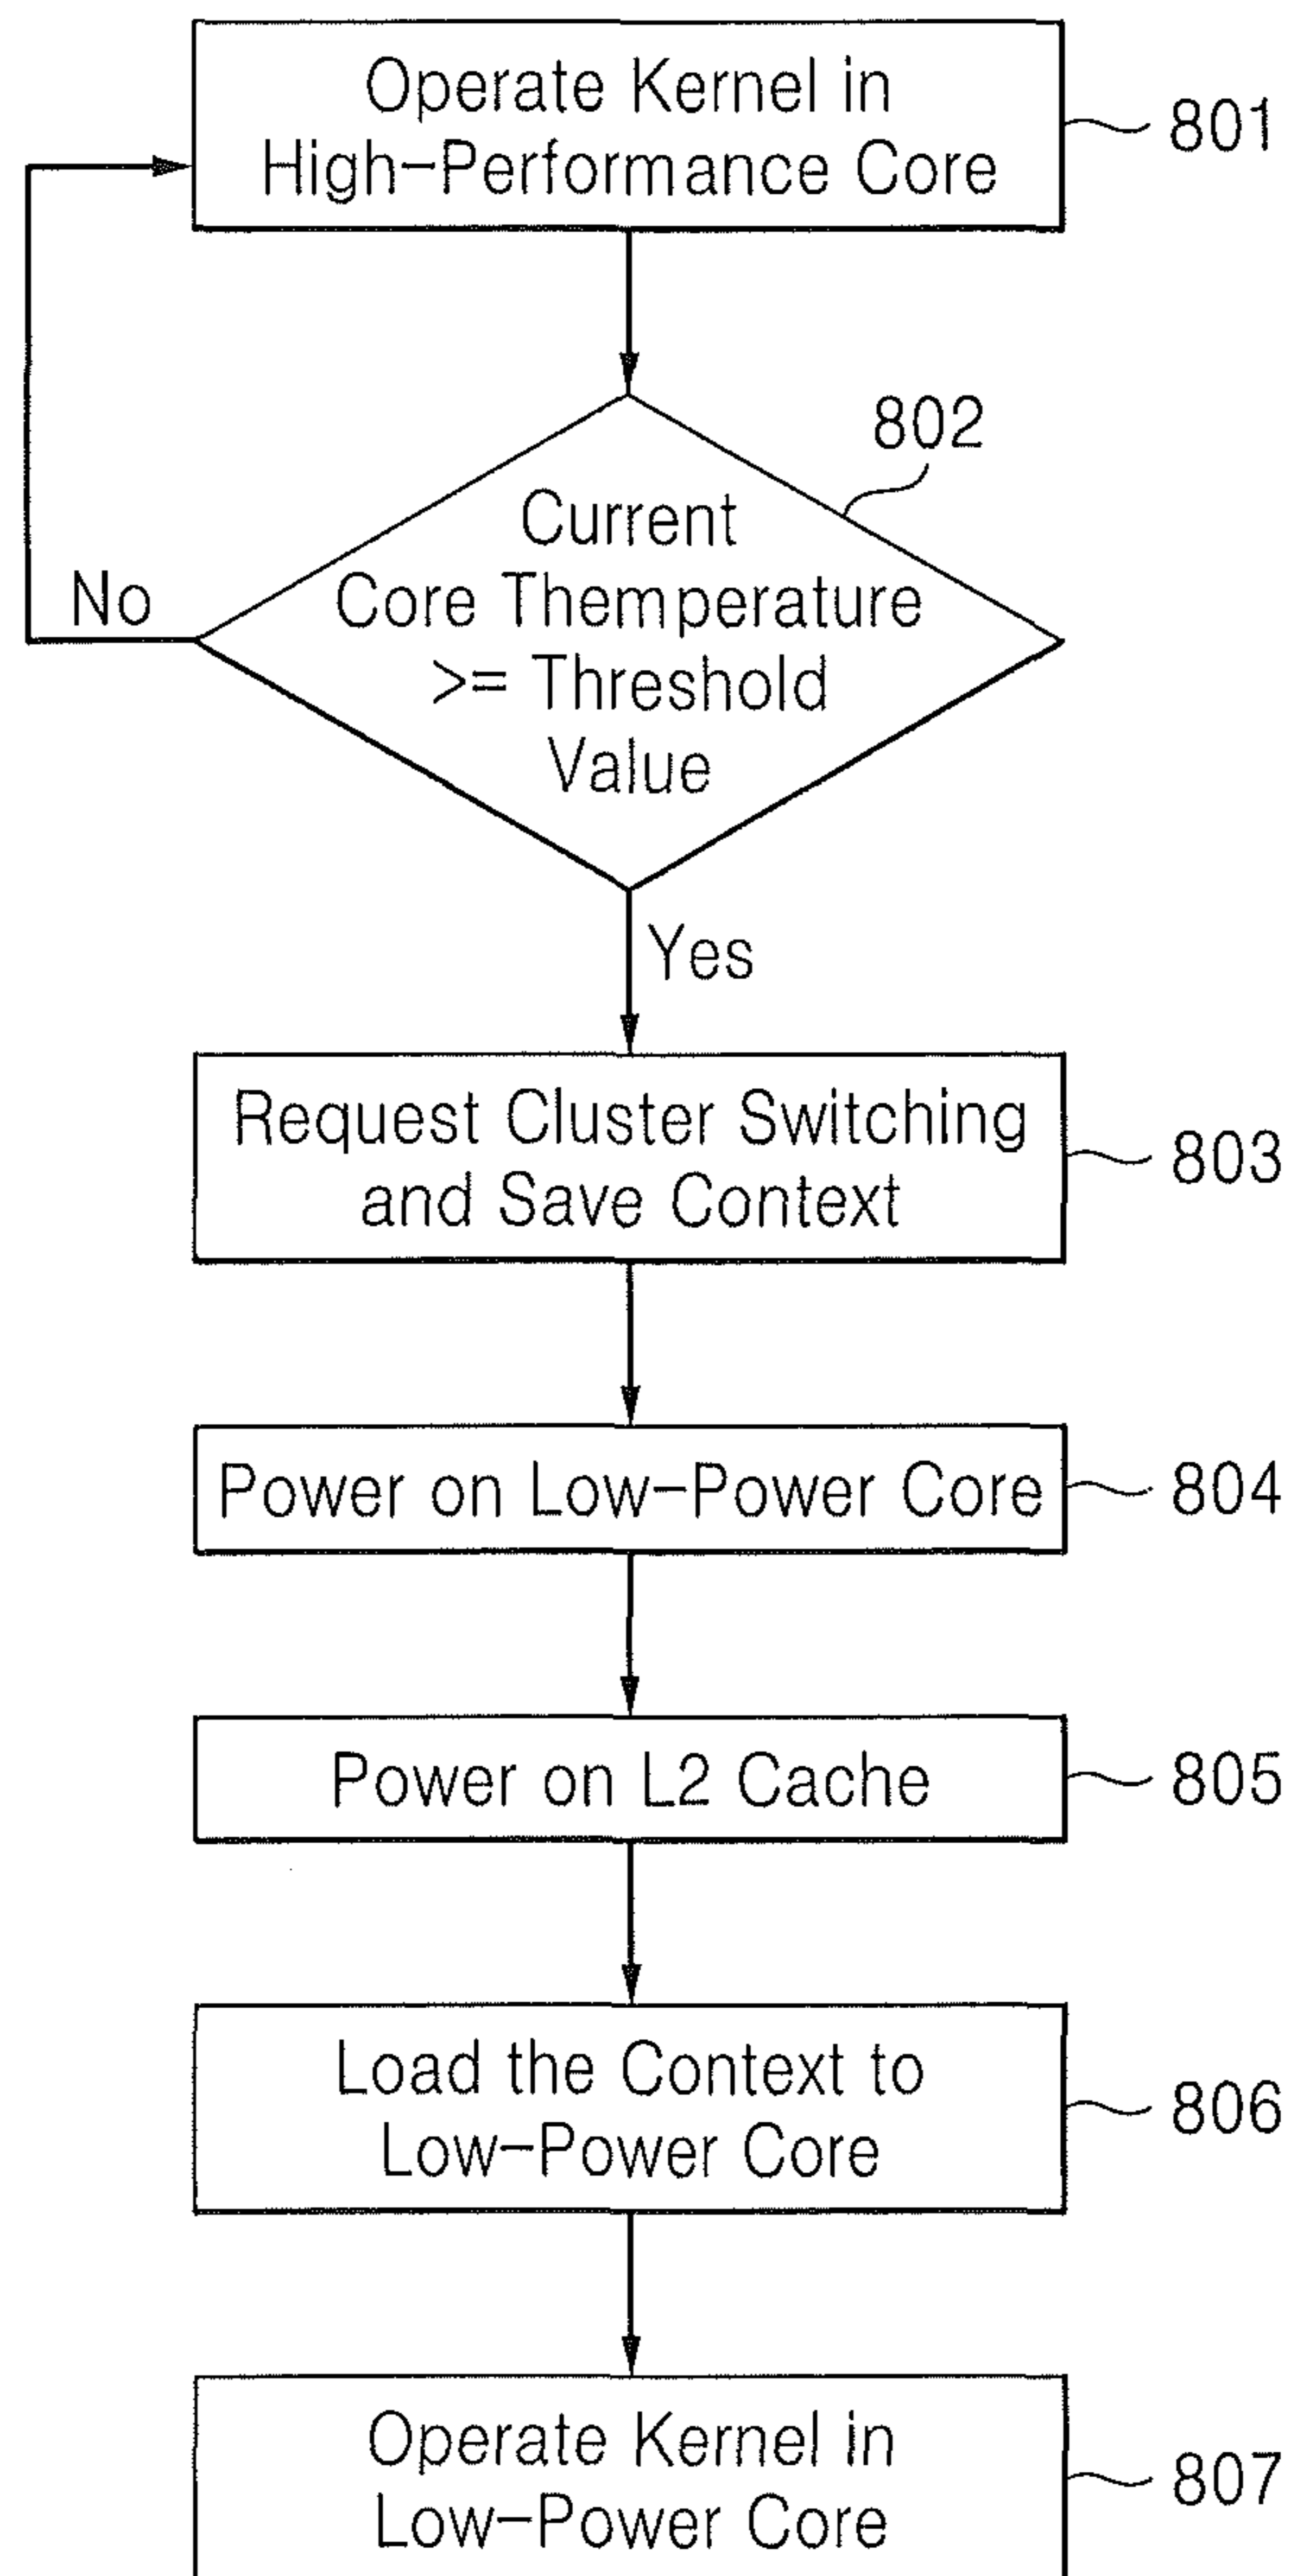 Operate Kernel in
High-Performance Core
801
802
Current
Core Themperature
>= Threshold
Value
No
Yes
Request Cluster Switching
and Save Context
803
Power on Low-Power Core
804
Power on L2 Cache
805
Load the Context to
Low-Power Core
806
Operate Kernel in
Low-Power Core
807